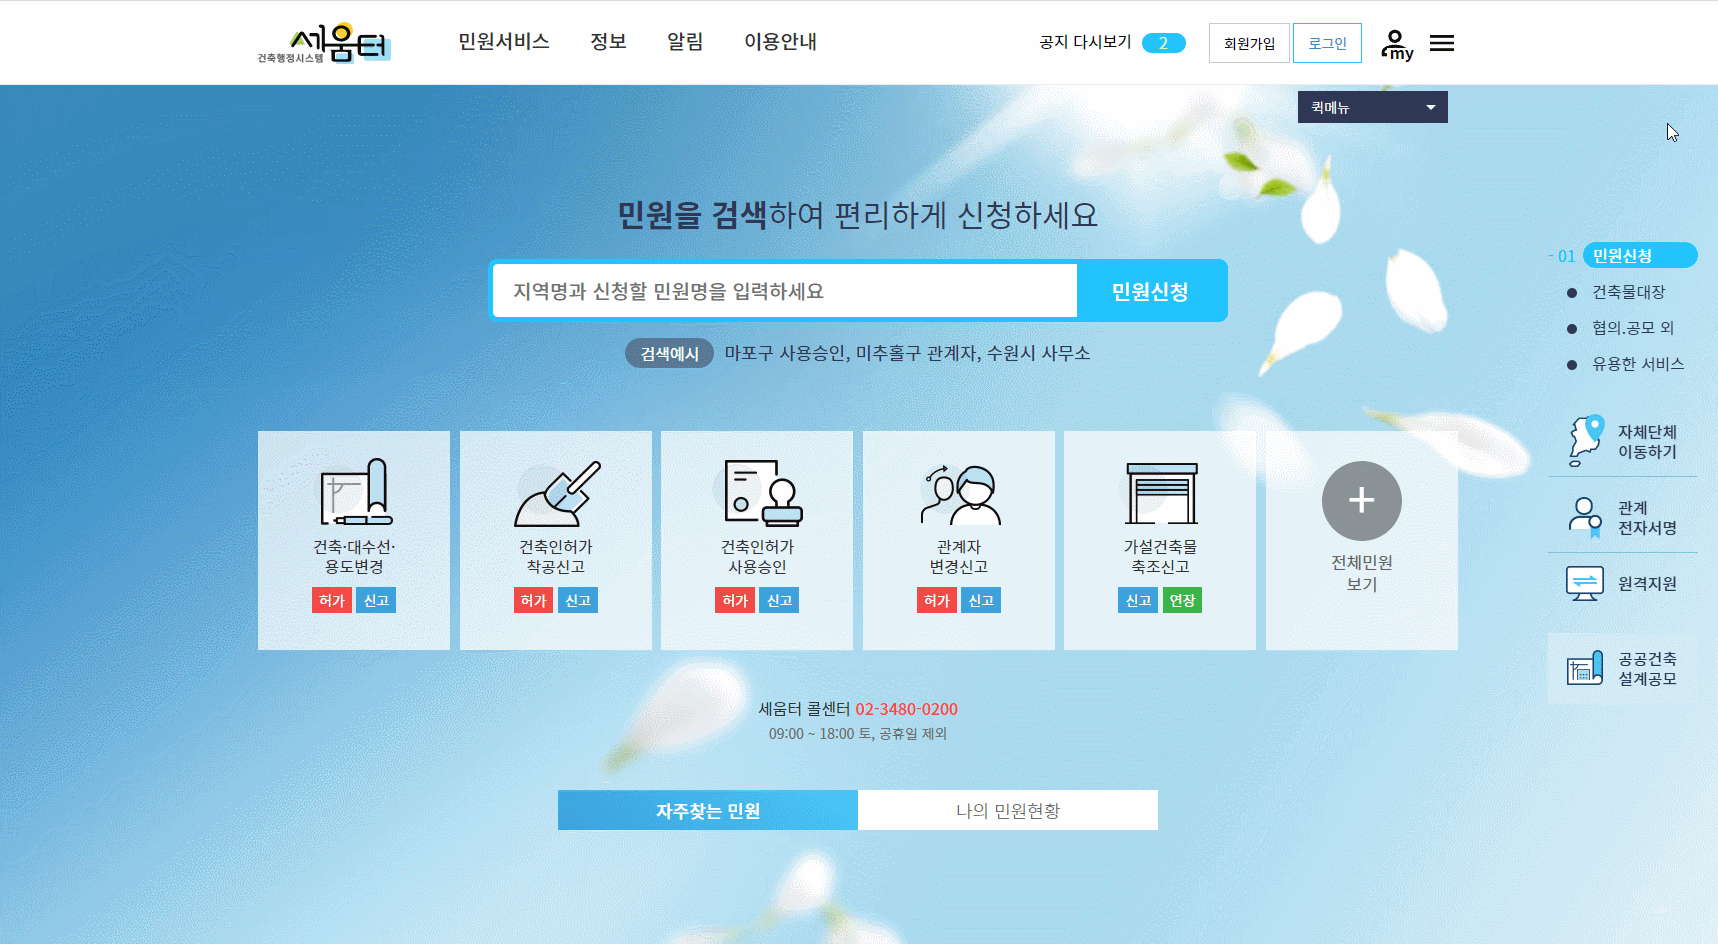 세움터
건축행정시스템
민원서비스 정보 알림 이용안내
공지 다시보기 2
회원가입 로그인 my
퀵메뉴
민원을 검색하여 편리하게 신청하세요
지역명과 신청할 민원명을 입력하세요 민원신청
검색예시 마포구 사용승인, 미추홀구 관계자, 수원시 사무소
건축·대수선·
용도변경
허가 신고
건축인허가
착공신고
허가 신고
건축인허가
사용승인
허가 신고
관계자
변경신고
허가 신고
가설건축물
축조신고
신고 연장
전체민원
보기
세움터 콜센터 02-3480-0200
09:00 ~ 18:00 토, 공휴일 제외
자주찾는 민원 나의 민원현황
- 01 민원신청
건축물대장
협의.공모 외
유용한 서비스
자체단체
이동하기
관계
전자서명
원격지원
공공건축
설계공모